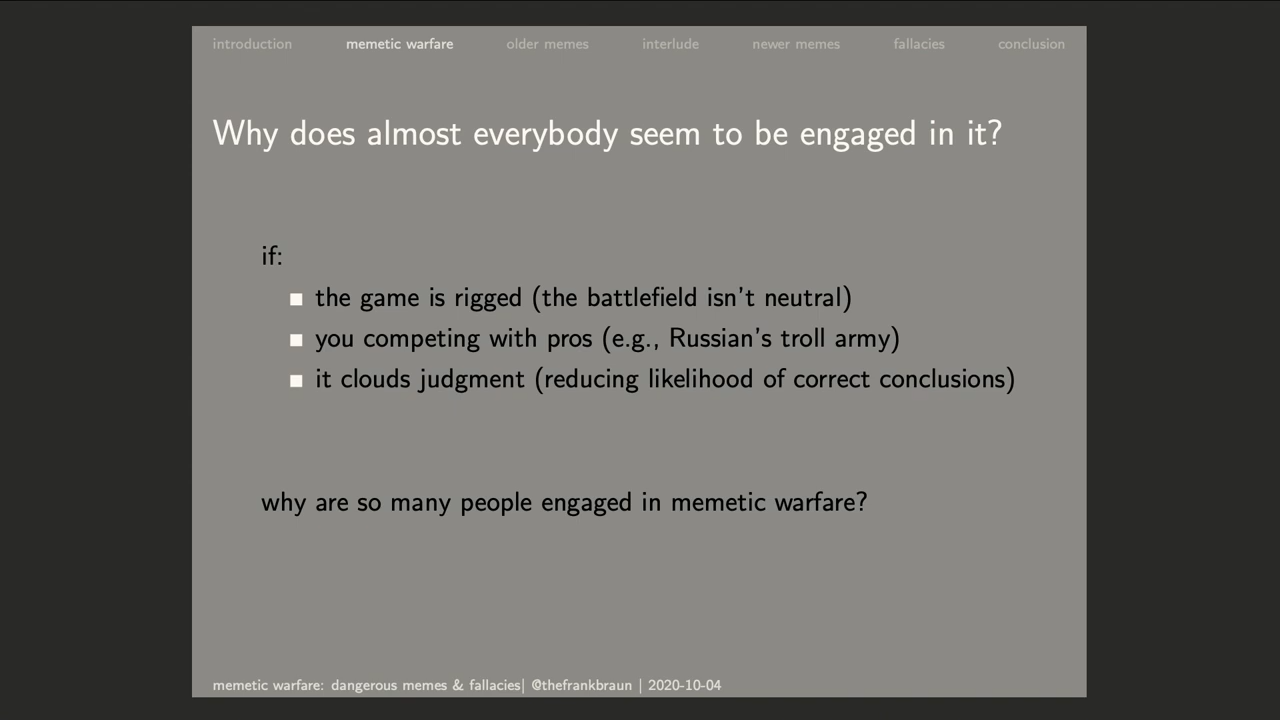 introduction memetic warfare older memes interlude newer memes fallacies conclusion
Why does almost everybody seem to be engaged in it?
if:
the game is rigged (the battlefield isn't neutral)
you competing with pros (e.g., Russian's troll army)
it clouds judgment (reducing likelihood of correct conclusions)
why are so many people engaged in memetic warfare?
memetic warfare: dangerous memes & fallacies| @thefrankbraun | 2020-10-04